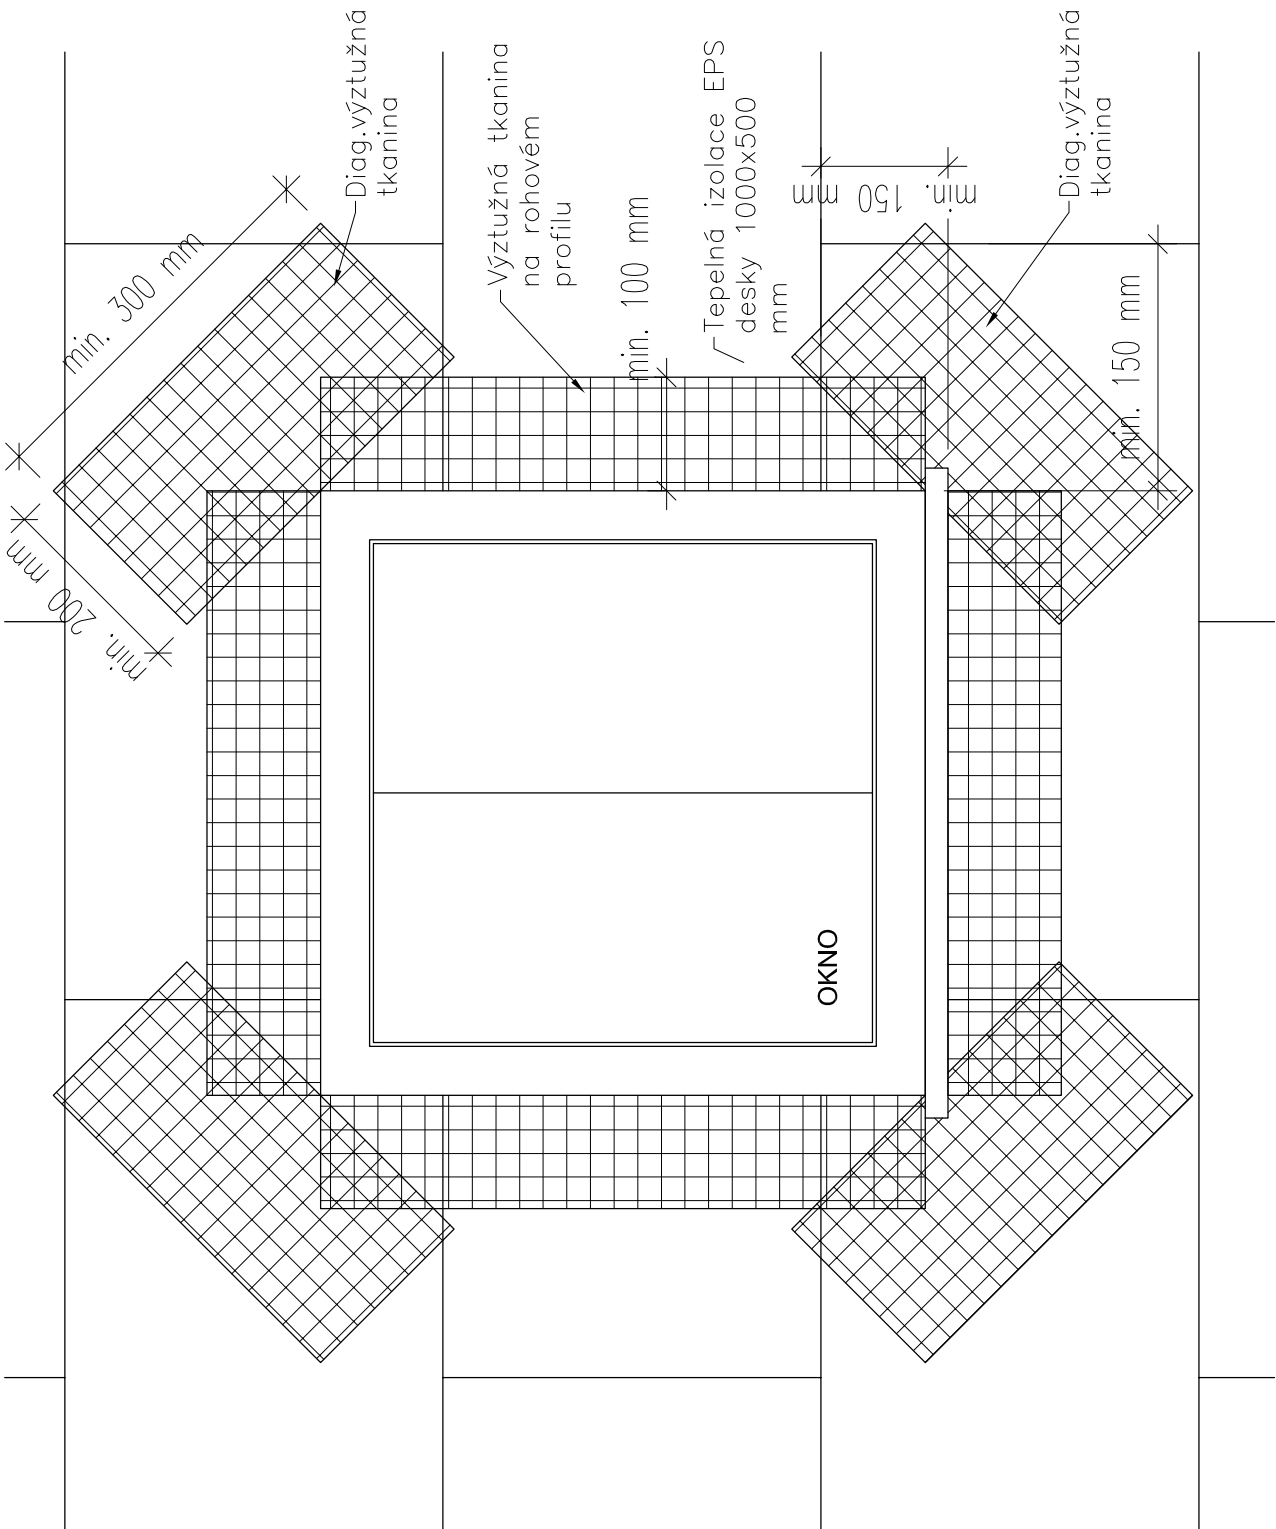 Diag.výztužná
tkanina
min. 300 mm
min. 200 mm
Výztužná tkanina
na rohovém
profilu
min. 100 mm
Tepelná izolace EPS
desky 1000x500
mm
min. 150 mm
Diag.výztužná
tkanina
min. 150 mm
OKNO